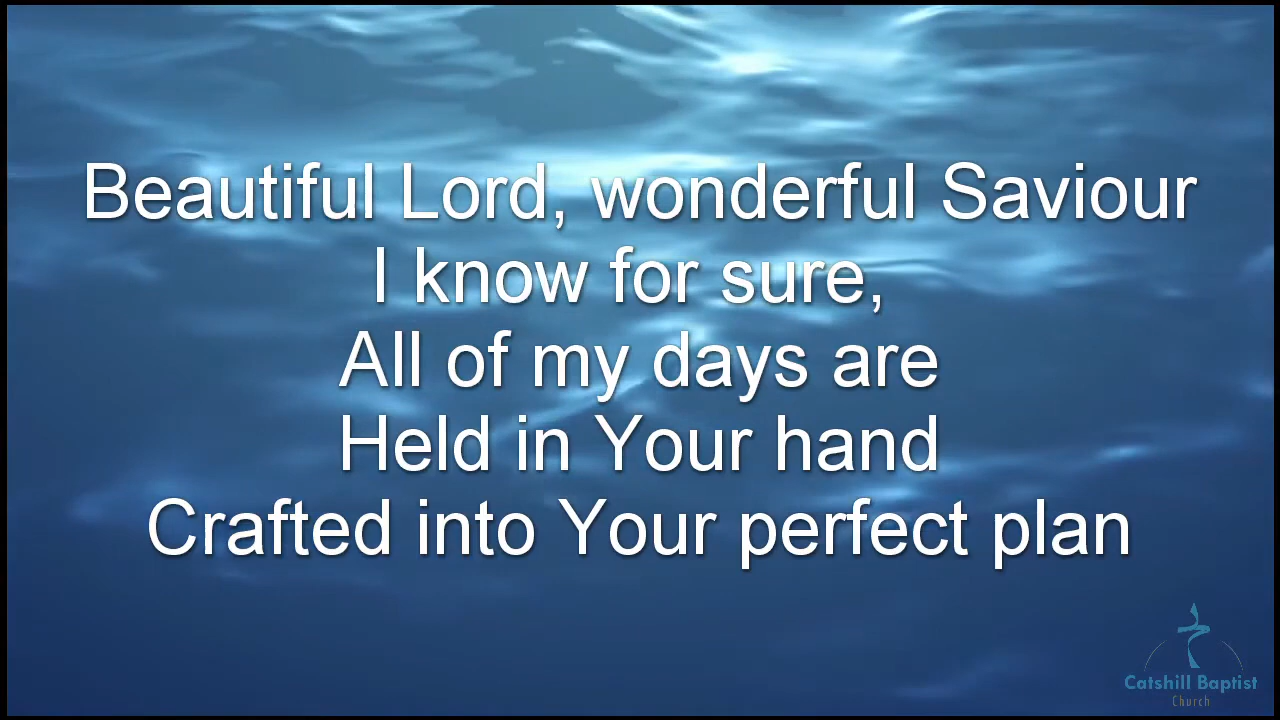 Beautiful Lord, wonderful Saviour
I know for sure,
All of my days are
Held in Your hand
Crafted into Your perfect plan
Catshill Baptist
Church